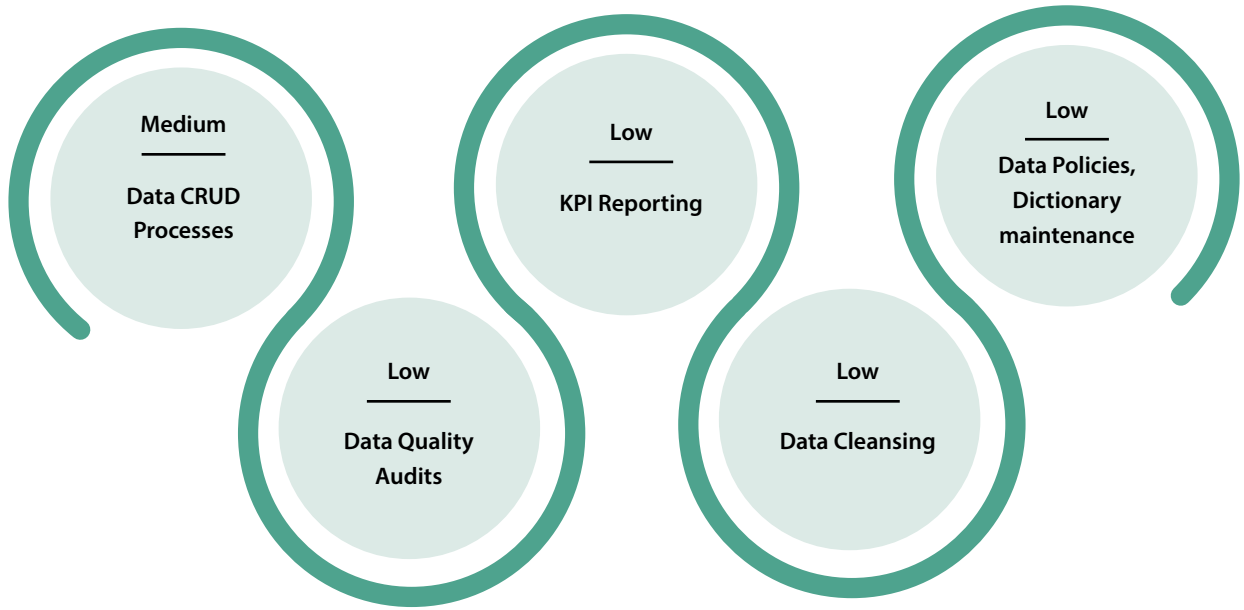 Medium
Data CRUD
Processes
Low
Data Quality
Audits
Low
KPI Reporting
Low
Data Cleansing
Low
Data Policies,
Dictionary
maintenance